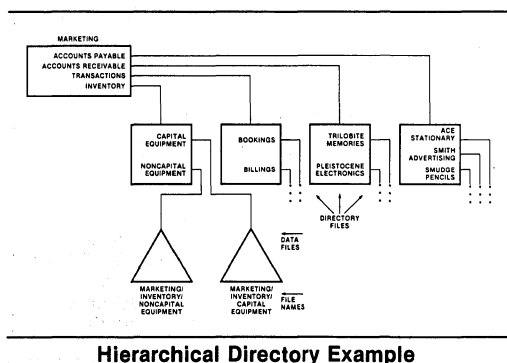 MARKETING
ACCOUNTS PAYABLE
ACCOUNTS RECEIVABLE
TRANSACTIONS
INVENTORY
CAPITAL
EQUIPMENT
NONCAPITAL
EQUIPMENT
BOOKINGS
BILLINGS
TRILOBITE
MEMORIES
PLEISTOCENE
ELECTRONICS
ACE
STATIONARY
SMITH
ADVERTISING
SMUDGE
PENCILS
DIRECTORY
FILES
DATA
FILES
MARKETING/
INVENTORY/
NONCAPITAL
EQUIPMENT
MARKETING/
INVENTORY/
CAPITAL
EQUIPMENT
FILE
NAMES
Hierarchical Directory Example